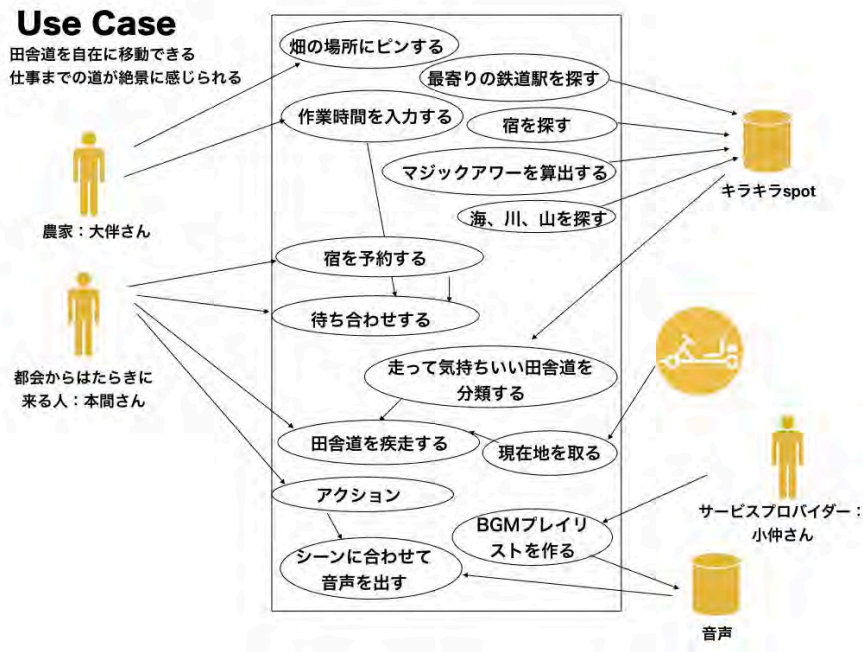 Use Case
田舎道を自在に移動できる
仕事までの道が絶景に感じられる
畑の場所にピンする
最寄りの鉄道駅を探す
作業時間を入力する
宿を探す
マジックアワーを算出する
キラキラspot
海、川、山を探す
農家：大伴さん
宿を予約する
待ち合わせする
走って気持ちいい田舎道を
分類する
都会からはたらきに
来る人：本間さん
田舎道を疾走する
現在地を取る
アクション
サービスプロバイダー：
小仲さん
BGMプレイリ
ストを作る
シーンに合わせて
音声を出す
音声